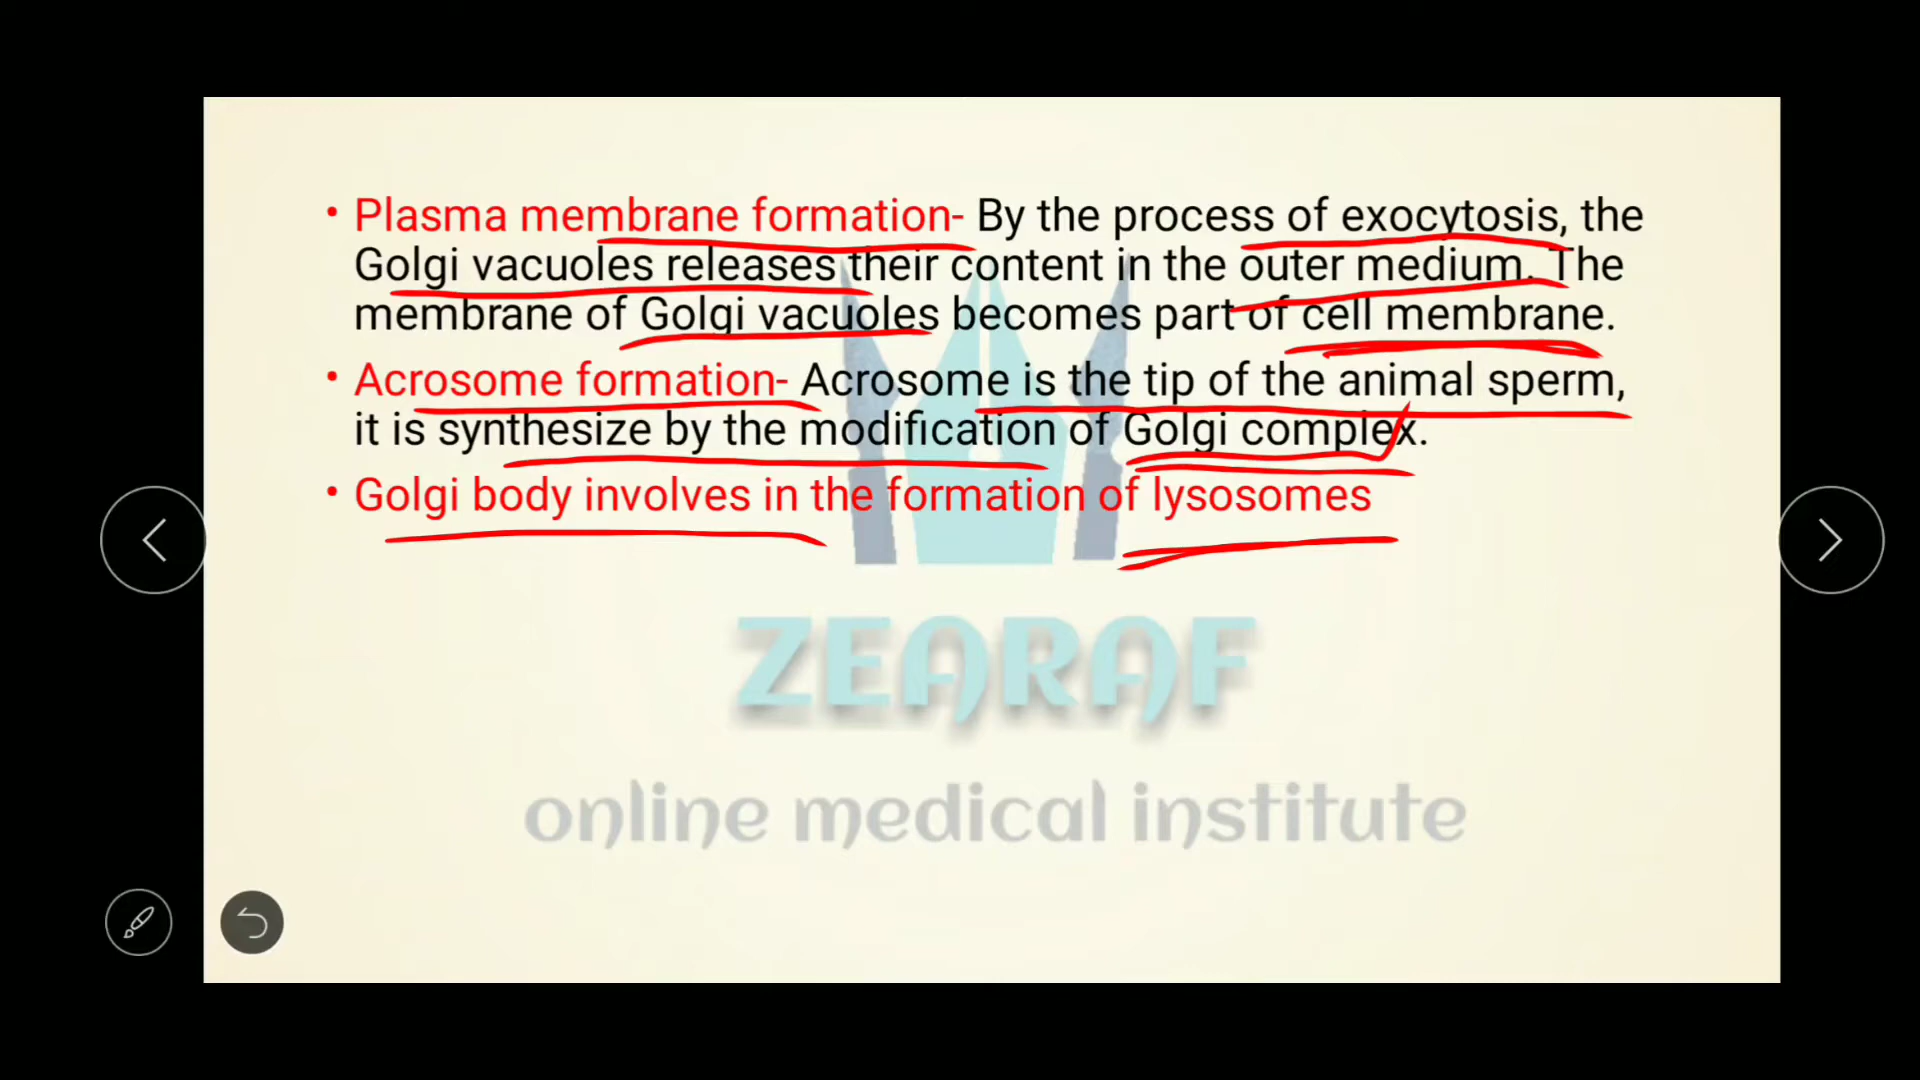 • Plasma membrane formation- By the process of exocytosis, the
Golgi vacuoles releases their content in the outer medium. The
membrane of Golgi vacuoles becomes part of cell membrane.
• Acrosome formation- Acrosome is the tip of the animal sperm,
it is synthesize by the modification of Golgi complex.
• Golgi body involves in the formation of lysosomes
ZEARAF
online medical institute